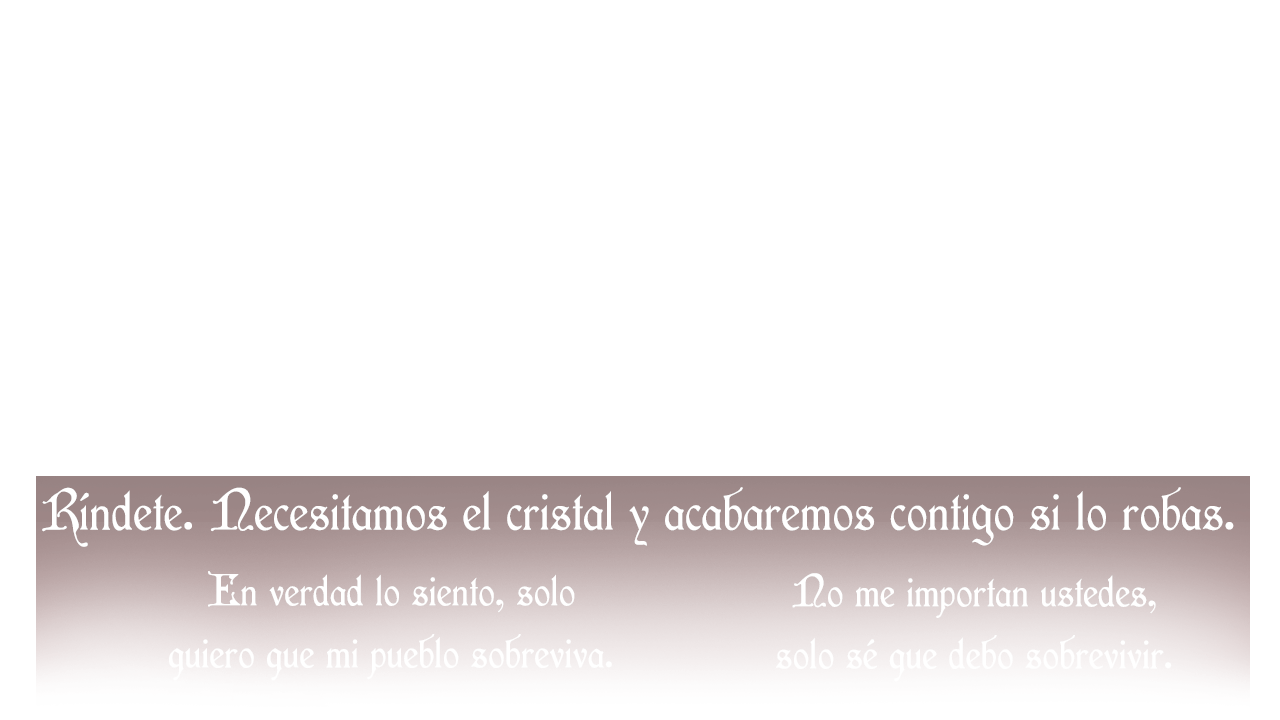 Ríndete. Necesitamos el cristal y acabaremos contigo si lo robas.
En verdad lo siento, solo
quiero que mi pueblo sobreviva.
No me importan ustedes,
solo sé que debo sobrevivir.